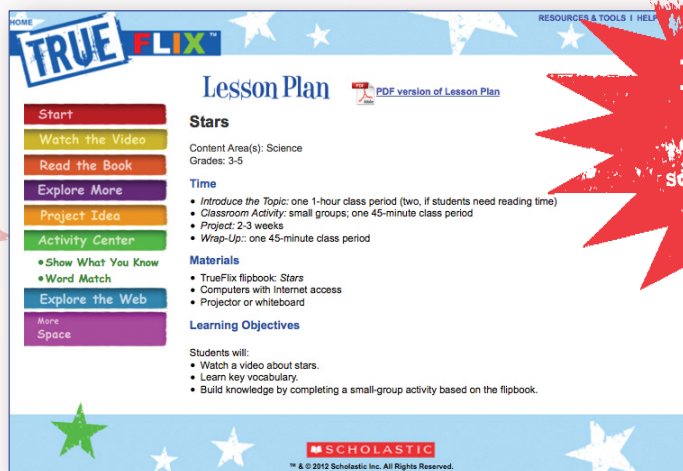 HOME
RESOURCES & TOOLS I HELP
TRUE FLIX™
Lesson Plan
PDF version of Lesson Plan
Start
Watch the Video
Read the Book
Explore More
Project Idea
Activity Center
• Show What You Know
• Word Match
Explore the Web
More
Space
Stars
Content Area(s): Science
Grades: 3-5
Time
• Introduce the Topic: one 1-hour class period (two, if students need reading time)
• Classroom Activity: small groups; one 45-minute class period
• Project: 2-3 weeks
• Wrap-Up:: one 45-minute class period
Materials
• TrueFlix flipbook: Stars
• Computers with Internet access
• Projector or whiteboard
Learning Objectives
Students will:
• Watch a video about stars.
• Learn key vocabulary.
• Build knowledge by completing a small-group activity based on the flipbook.
SCHOLASTIC
™ & © 2012 Scholastic Inc. All Rights Reserved.